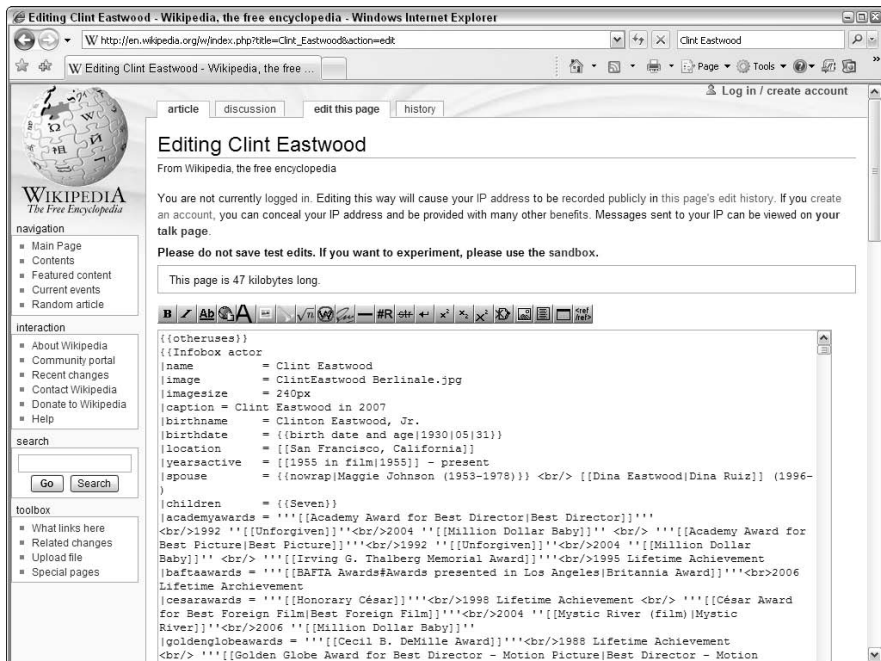 Editing Clint Eastwood - Wikipedia, the free encyclopedia - Windows Internet Explorer
W http://en.wikipedia.org/w/index.php?title=Clint_Eastwood&action=edit
Clint Eastwood
W Editing Clint Eastwood - Wikipedia, the free ...
Page Tools »
Log in / create account
article discussion edit this page history
WIKIPEDIA
The Free Encyclopedia
Editing Clint Eastwood
From Wikipedia, the free encyclopedia
You are not currently logged in. Editing this way will cause your IP address to be recorded publicly in this page's edit history. If you create
an account, you can conceal your IP address and be provided with many other benefits. Messages sent to your IP can be viewed on your
talk page.
Please do not save test edits. If you want to experiment, please use the sandbox.
This page is 47 kilobytes long.
navigation
Main Page
Contents
Featured content
Current events
Random article
interaction
About Wikipedia
Community portal
Recent changes
Contact Wikipedia
Donate to Wikipedia
Help
search
Go Search
toolbox
What links here
Related changes
Upload file
Special pages
B I Ab A √n W #R str x² x₂ x² <ref/ref>
{{otheruses}}
{{Infobox actor
|name = Clint Eastwood
|image = ClintEastwood Berlinale.jpg
|imagesize = 240px
|caption = Clint Eastwood in 2007
|birthname = Clinton Eastwood, Jr.
|birthdate = {{birth date and age|1930|05|31}}
|location = [[San Francisco, California]]
|yearsactive = [[1955 in film|1955]] - present
|spouse = {{nowrap|Maggie Johnson (1953-1978)}} <br/> [[Dina Eastwood|Dina Ruiz]] (1996-
)
|children = {{Seven}}
|academyawards = '''[[Academy Award for Best Director|Best Director]]'''
<br/>1992 ''[[Unforgiven]]''<br/>2004 ''[[Million Dollar Baby]]'' <br/> '''[[Academy Award for
Best Picture|Best Picture]]'''<br/>1992 ''[[Unforgiven]]''<br/>2004 ''[[Million Dollar
Baby]]'' <br/> '''[[Irving G. Thalberg Memorial Award]]'''<br/>1995 Lifetime Achievement
|baftaawards = '''[[BAFTA Awards#Awards presented in Los Angeles|Britannia Award]]'''<br>2006
Lifetime Archievement
|cesarawards = '''[[Honorary César]]'''<br/>1998 Lifetime Achievement <br/> '''[[César Award
for Best Foreign Film|Best Foreign Film]]'''<br/>2004 ''[[Mystic River (film)|Mystic
River]]''<br/>2006 ''[[Million Dollar Baby]]''
|goldenglobeawards = '''[[Cecil B. DeMille Award]]'''<br/>1988 Lifetime Achievement
<br/> '''[[Golden Globe Award for Best Director - Motion Picture|Best Director - Motion